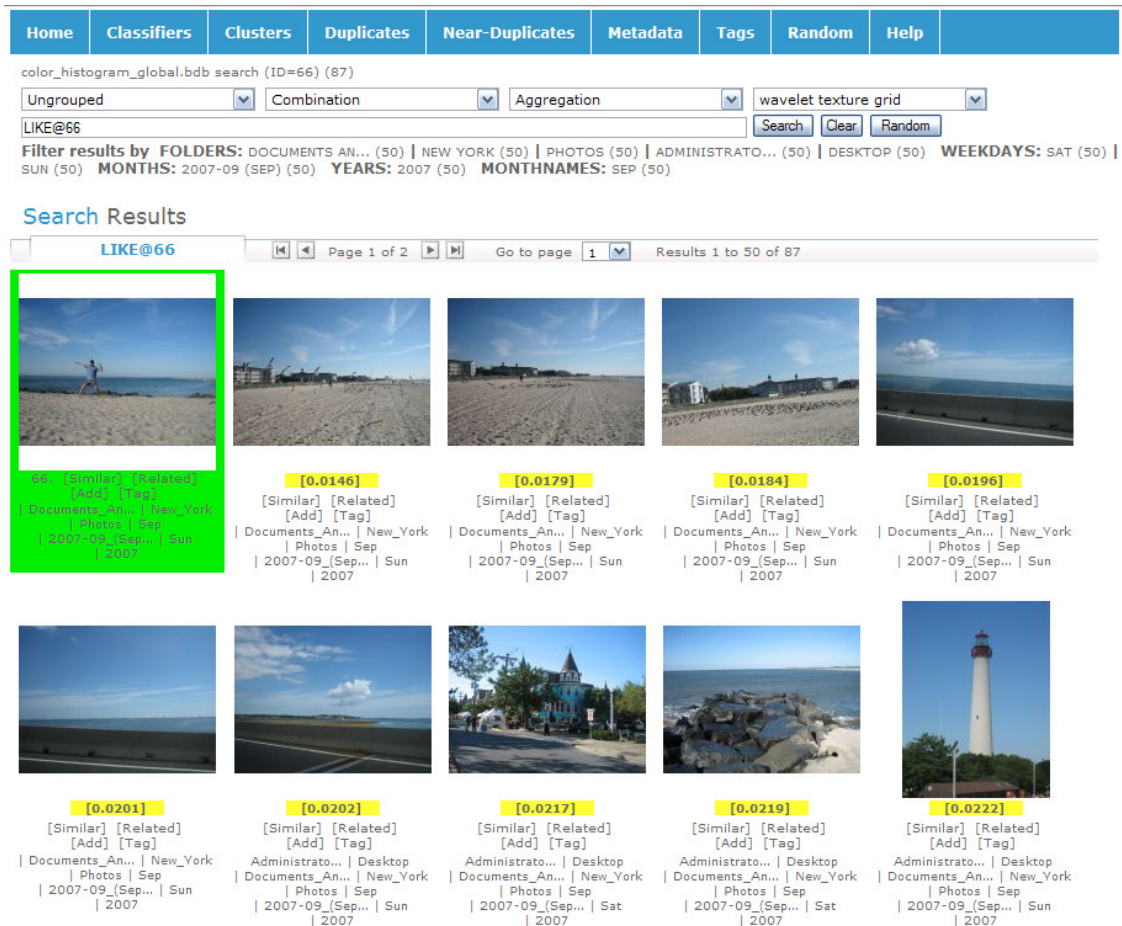 Home Classifiers Clusters Duplicates Near-Duplicates Metadata Tags Random Help
color_histogram_global.bdb search (ID=66) (87)
Ungrouped Combination Aggregation wavelet texture grid
LIKE@66 Search Clear Random
Filter results by FOLDERS: DOCUMENTS AN... (50) | NEW YORK (50) | PHOTOS (50) | ADMINISTRATO... (50) | DESKTOP (50) WEEKDAYS: SAT (50) |
SUN (50) MONTHS: 2007-09 (SEP) (50) YEARS: 2007 (50) MONTHNAMES: SEP (50)
Search Results
LIKE@66 Page 1 of 2 Go to page 1 Results 1 to 50 of 87
66. [Similar] [Related]
[Add] [Tag]
| Documents_An... | New_York
| Photos | Sep
| 2007-09_(Sep... | Sun
| 2007
[0.0146]
[Similar] [Related]
[Add] [Tag]
| Documents_An... | New_York
| Photos | Sep
| 2007-09_(Sep... | Sun
| 2007
[0.0179]
[Similar] [Related]
[Add] [Tag]
| Documents_An... | New_York
| Photos | Sep
| 2007-09_(Sep... | Sun
| 2007
[0.0184]
[Similar] [Related]
[Add] [Tag]
| Documents_An... | New_York
| Photos | Sep
| 2007-09_(Sep... | Sun
| 2007
[0.0196]
[Similar] [Related]
[Add] [Tag]
| Documents_An... | New_York
| Photos | Sep
| 2007-09_(Sep... | Sun
| 2007
[0.0201]
[Similar] [Related]
[Add] [Tag]
| Documents_An... | New_York
| Photos | Sep
| 2007-09_(Sep... | Sun
| 2007
[0.0202]
[Similar] [Related]
[Add] [Tag]
Administrato... | Desktop
| Documents_An... | New_York
| Photos | Sep
| 2007-09_(Sep... | Sun
| 2007
[0.0217]
[Similar] [Related]
[Add] [Tag]
Administrato... | Desktop
| Documents_An... | New_York
| Photos | Sep
| 2007-09_(Sep... | Sat
| 2007
[0.0219]
[Similar] [Related]
[Add] [Tag]
Administrato... | Desktop
| Documents_An... | New_York
| Photos | Sep
| 2007-09_(Sep... | Sat
| 2007
[0.0222]
[Similar] [Related]
[Add] [Tag]
Administrato... | Desktop
| Documents_An... | New_York
| Photos | Sep
| 2007-09_(Sep... | Sun
| 2007